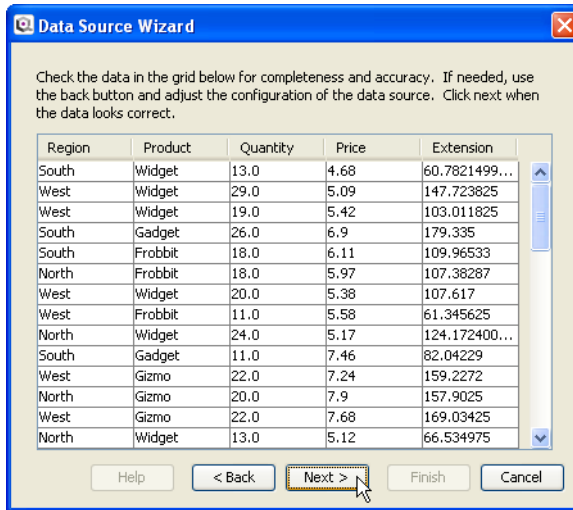 Data Source Wizard
Check the data in the grid below for completeness and accuracy. If needed, use
the back button and adjust the configuration of the data source. Click next when
the data looks correct.
Region Product Quantity Price Extension
South Widget 13.0 4.68 60.7821499...
West Widget 29.0 5.09 147.723825
West Widget 19.0 5.42 103.011825
South Gadget 26.0 6.9 179.335
South Frobbit 18.0 6.11 109.96533
North Frobbit 18.0 5.97 107.38287
West Widget 20.0 5.38 107.617
West Frobbit 11.0 5.58 61.345625
North Widget 24.0 5.17 124.172400...
South Gadget 11.0 7.46 82.04229
West Gizmo 22.0 7.24 159.2272
North Gizmo 20.0 7.9 157.9025
West Gizmo 22.0 7.68 169.03425
North Widget 13.0 5.12 66.534975
Help < Back Next > Finish Cancel